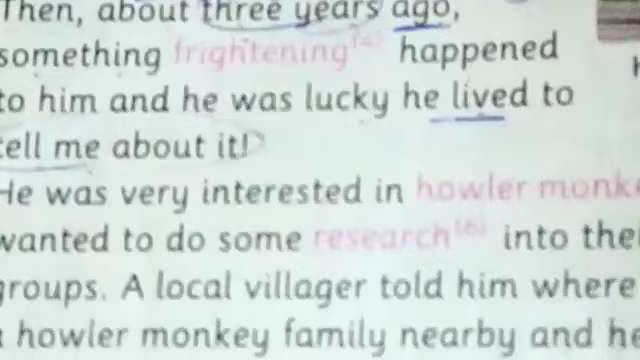 Then, about three years ago,
something frightening happened
to him and he was lucky he lived to
tell me about it!
He was very interested in howler
wanted to do some research into
groups. A local villager told him where
howler monkey family nearby and he